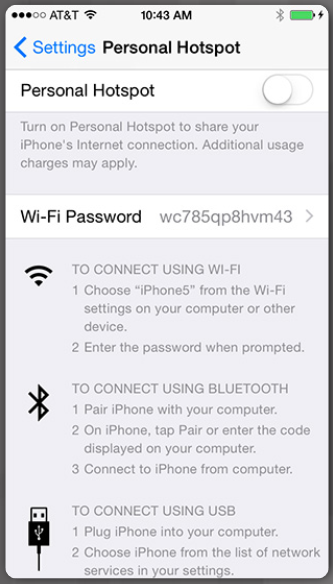 AT&T 10:43 AM
Settings Personal Hotspot
Personal Hotspot
Turn on Personal Hotspot to share your
iPhone's Internet connection. Additional usage
charges may apply.
Wi-Fi Password wc785qp8hvm43
TO CONNECT USING WI-FI
1 Choose “iPhone5” from the Wi-Fi
settings on your computer or other
device.
2 Enter the password when prompted.
TO CONNECT USING BLUETOOTH
1 Pair iPhone with your computer.
2 On iPhone, tap Pair or enter the code
displayed on your computer.
3 Connect to iPhone from computer.
TO CONNECT USING USB
1 Plug iPhone into your computer.
2 Choose iPhone from the list of network
services in your settings.